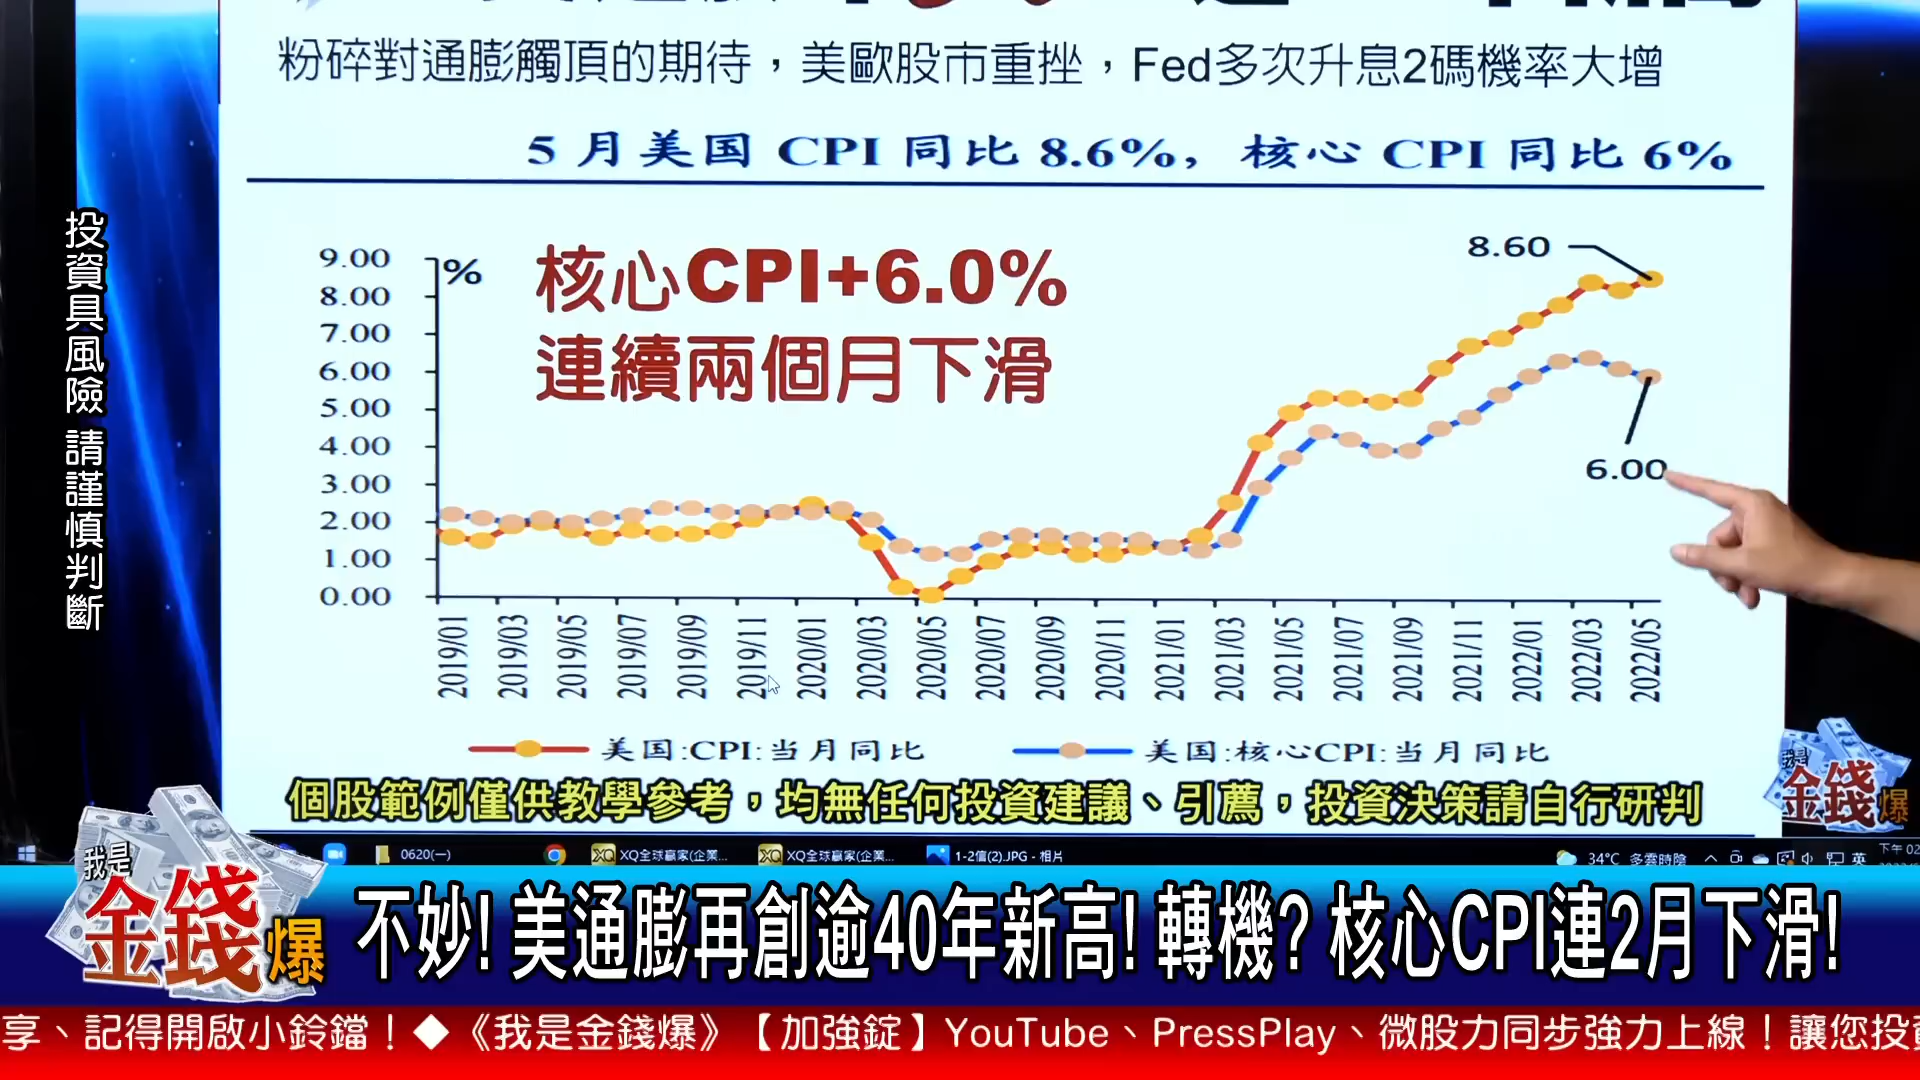 粉碎對通膨觸頂的期待，美歐股市重挫，Fed多次升息2碼機率大增
5月美国CPI同比8.6%，核心CPI同比6%
投資具風險 請謹慎判斷
核心CPI+6.0%
連續兩個月下滑
%
9.00
8.00
7.00
6.00
5.00
4.00
3.00
2.00
1.00
0.00
8.60
6.00
2019/01
2019/03
2019/05
2019/07
2019/09
2019/11
2020/01
2020/03
2020/05
2020/07
2020/09
2020/11
2021/01
2021/03
2021/05
2021/07
2021/09
2021/11
2022/01
2022/03
2022/05
美国:CPI:当月同比
美国:核心CPI:当月同比
個股範例僅供教學參考，均無任何投資建議、引薦，投資決策請自行研判
我是
金錢爆
0620(一)
XQ全球贏家(企業...
XQ全球贏家(企業...
1-2值(2).JPG - 相片
34°C 多雲時陰
英
下午 02
我是
金錢爆
不妙!美通膨再創逾40年新高!轉機?核心CPI連2月下滑!
享、記得開啟小鈴鐺！◆《我是金錢爆》【加強錠】YouTube、PressPlay、微股力同步強力上線！讓您投